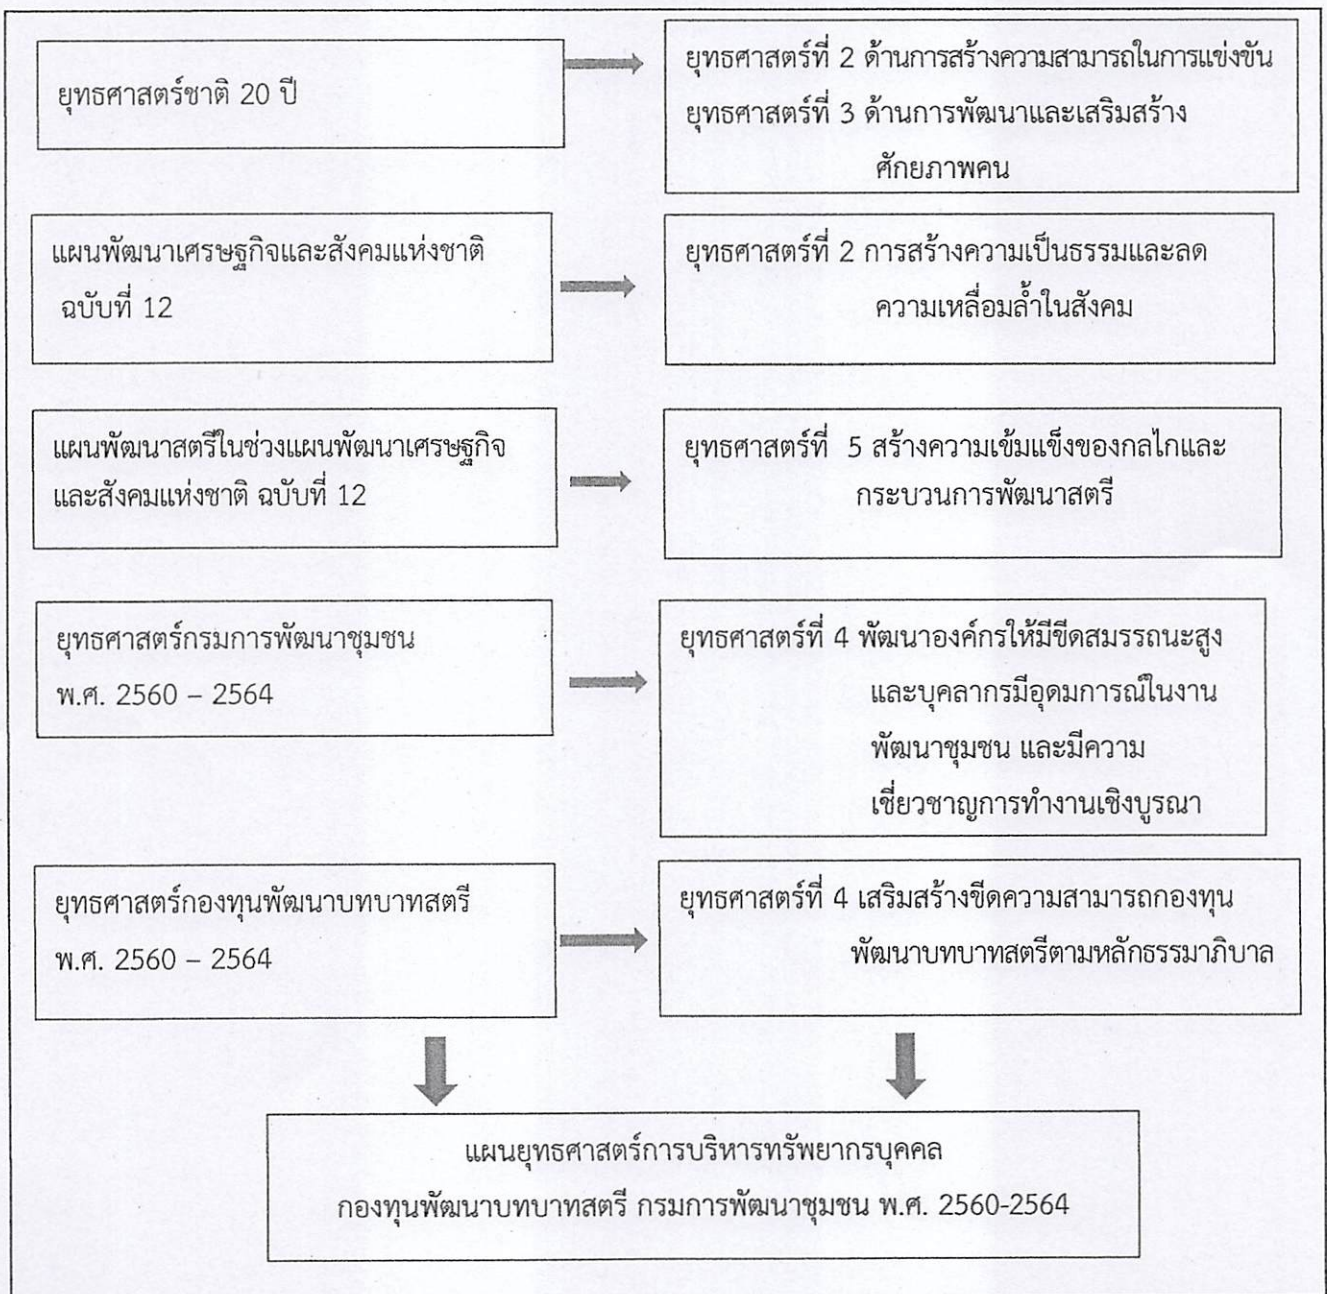 ยุทธศาสตร์ชาติ 20 ปี
ยุทธศาสตร์ที่ 2 ด้านการสร้างความสามารถในการแข่งขัน
ยุทธศาสตร์ที่ 3 ด้านการพัฒนาและเสริมสร้าง
ศักยภาพคน
แผนพัฒนาเศรษฐกิจและสังคมแห่งชาติ
ฉบับที่ 12
ยุทธศาสตร์ที่ 2 การสร้างความเป็นธรรมและลด
ความเหลื่อมล้ำในสังคม
แผนพัฒนาสตรีในช่วงแผนพัฒนาเศรษฐกิจ
และสังคมแห่งชาติ ฉบับที่ 12
ยุทธศาสตร์ที่ 5 สร้างความเข้มแข็งของกลไกและ
กระบวนการพัฒนาสตรี
ยุทธศาสตร์กรมการพัฒนาชุมชน
พ.ศ. 2560 – 2564
ยุทธศาสตร์ที่ 4 พัฒนาองค์กรให้มีขีดสมรรถนะสูง
และบุคลากรมีอุดมการณ์ในงาน
พัฒนาชุมชน และมีความ
เชี่ยวชาญการทำงานเชิงบูรณา
ยุทธศาสตร์กองทุนพัฒนาบทบาทสตรี
พ.ศ. 2560 – 2564
ยุทธศาสตร์ที่ 4 เสริมสร้างขีดความสามารถกองทุน
พัฒนาบทบาทสตรีตามหลักธรรมาภิบาล
แผนยุทธศาสตร์การบริหารทรัพยากรบุคคล
กองทุนพัฒนาบทบาทสตรี กรมการพัฒนาชุมชน พ.ศ. 2560-2564